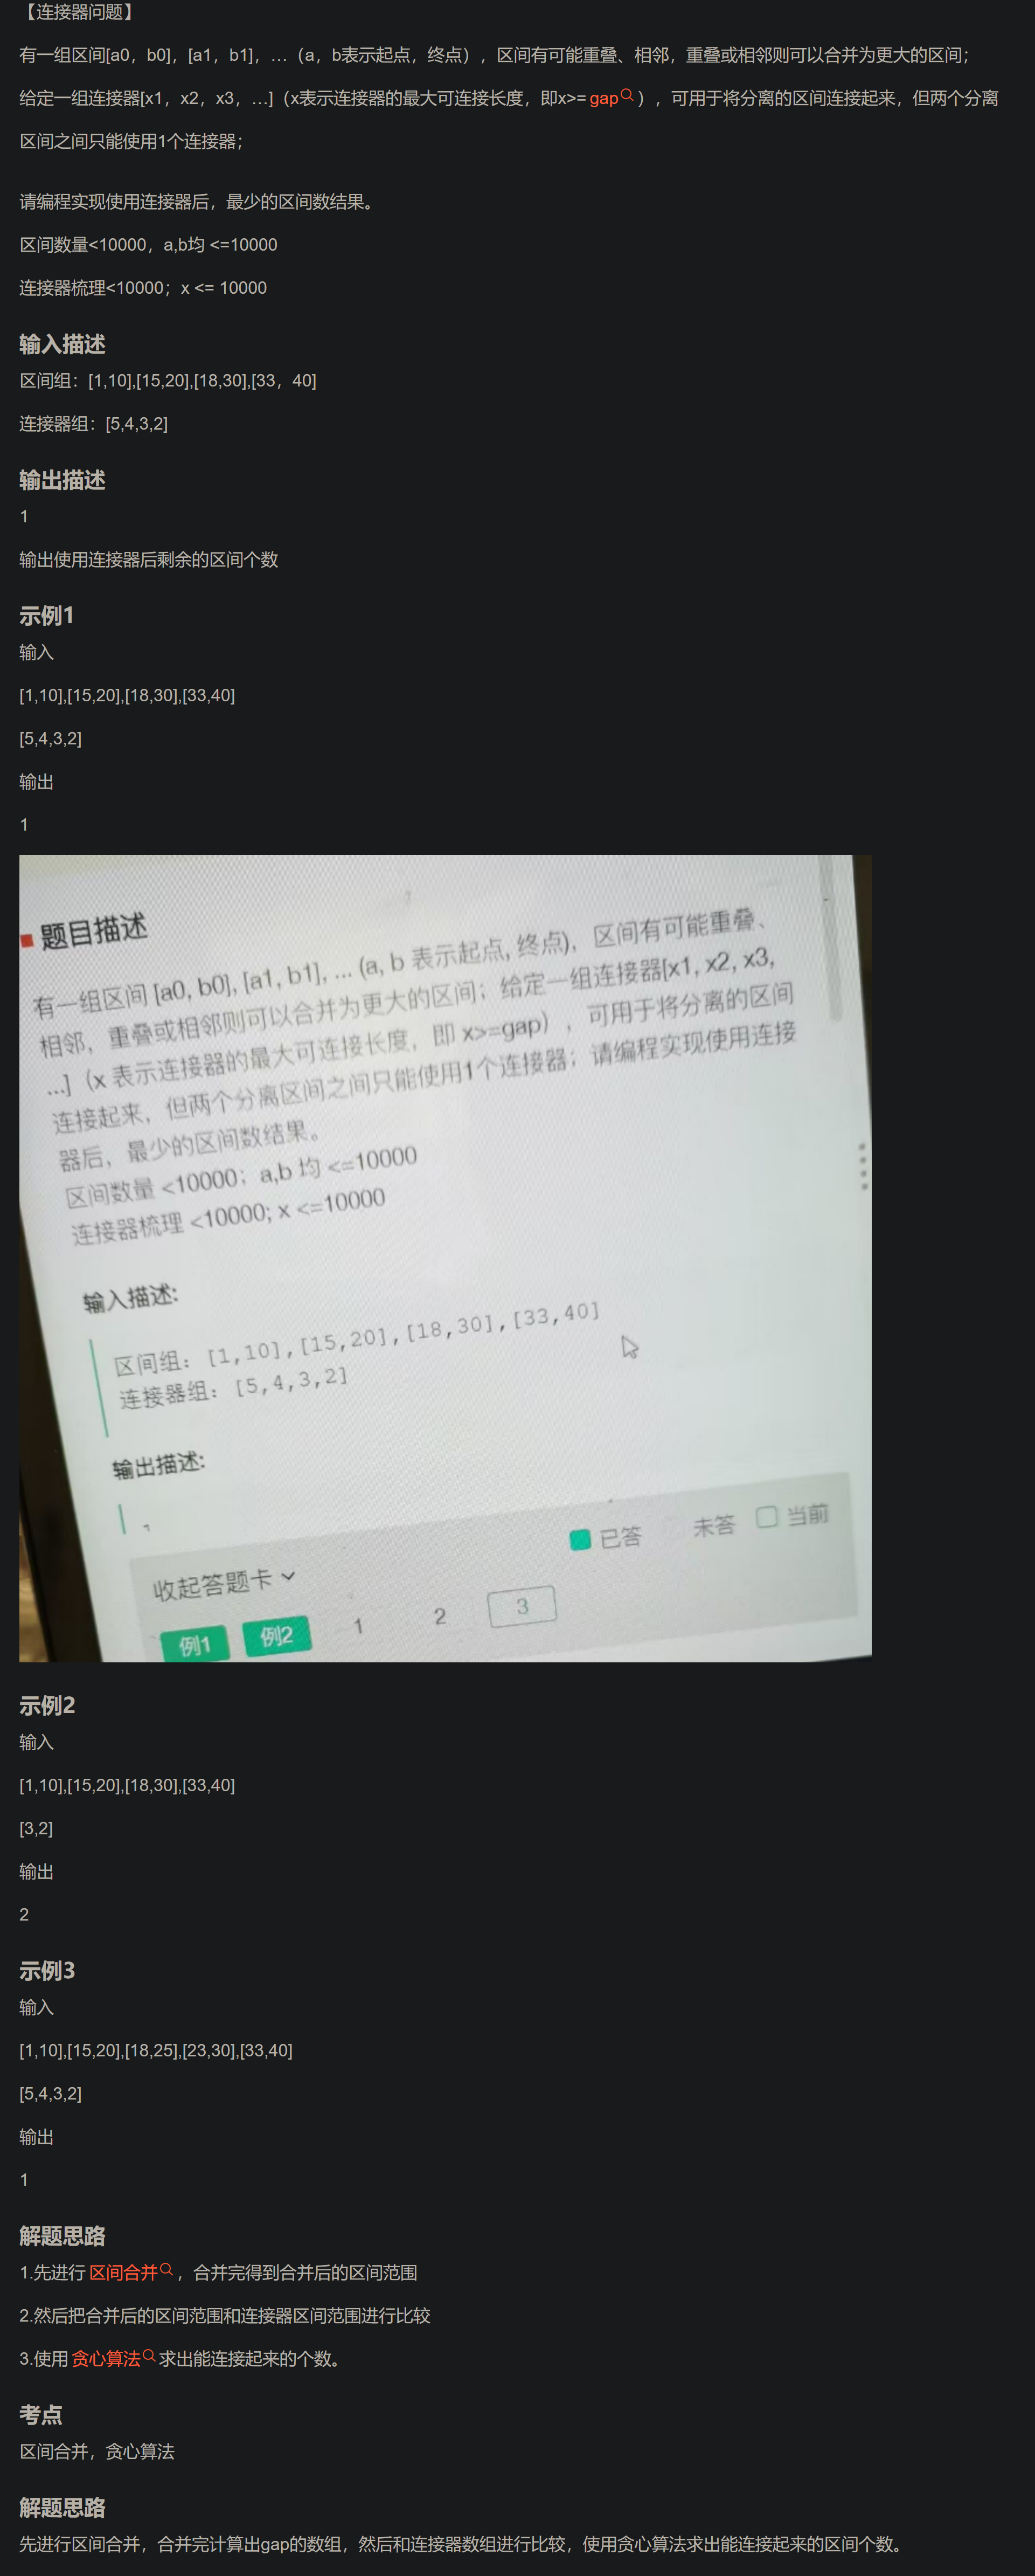 【连接器问题】
有一组区间[a0，b0]，[a1，b1]，…（a，b表示起点，终点），区间有可能重叠、相邻，重叠或相邻则可以合并为更大的区间；
给定一组连接器[x1，x2，x3，…]（x表示连接器的最大可连接长度，即x>=gap），可用于将分离的区间连接起来，但两个分离
区间之间只能使用1个连接器；
请编程实现使用连接器后，最少的区间数结果。
区间数量<10000，a,b均 <=10000
连接器梳理<10000；x <= 10000
输入描述
区间组：[1,10],[15,20],[18,30],[33，40]
连接器组：[5,4,3,2]
输出描述
1
输出使用连接器后剩余的区间个数
示例1
输入
[1,10],[15,20],[18,30],[33,40]
[5,4,3,2]
输出
1
题目描述
有一组区间 [a0, b0], [a1, b1], ... (a, b 表示起点, 终点)，区间有可能重叠、
相邻，重叠或相邻则可以合并为更大的区间；给定一组连接器[x1, x2, x3,
...]（x 表示连接器的最大可连接长度，即 x>=gap），可用于将分离的区间
连接起来，但两个分离区间之间只能使用1个连接器；请编程实现使用连接
器后，最少的区间数结果。
区间数量 <10000；a,b 均 <=10000
连接器梳理 <10000; x <=10000
输入描述:
区间组：[1,10],[15,20],[18,30],[33,40]
连接器组：[5,4,3,2]
输出描述:
1
已答 未答 当前
收起答题卡
例1 例2 1 2 3
示例2
输入
[1,10],[15,20],[18,30],[33,40]
[3,2]
输出
2
示例3
输入
[1,10],[15,20],[18,25],[23,30],[33,40]
[5,4,3,2]
输出
1
解题思路
1.先进行区间合并，合并完得到合并后的区间范围
2.然后把合并后的区间范围和连接器区间范围进行比较
3.使用贪心算法求出能连接起来的个数。
考点
区间合并，贪心算法
解题思路
先进行区间合并，合并完计算出gap的数组，然后和连接器数组进行比较，使用贪心算法求出能连接起来的区间个数。